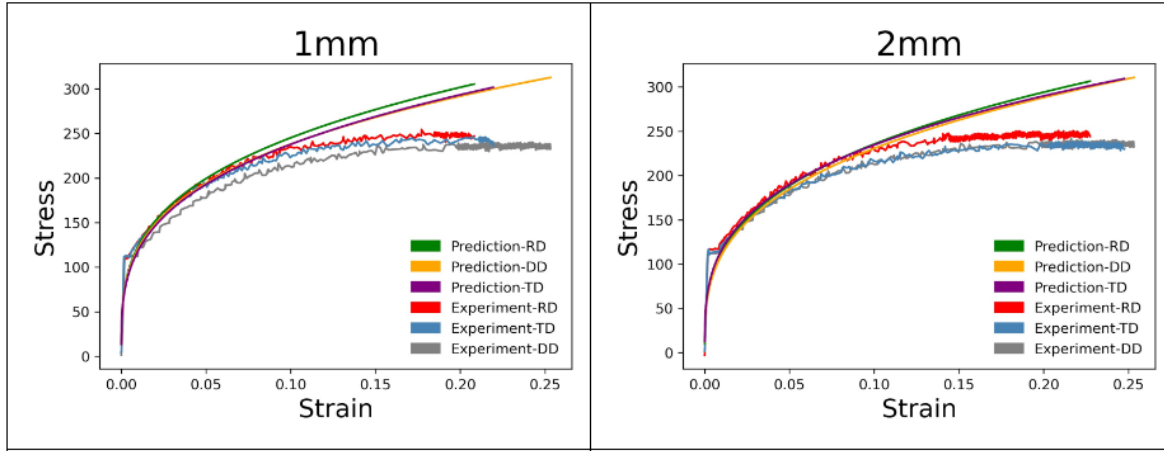 1mm
300
250
200
150
100
50
0
Stress
Prediction-RD
Prediction-DD
Prediction-TD
Experiment-RD
Experiment-TD
Experiment-DD
0.00 0.05 0.10 0.15 0.20 0.25
Strain
2mm
300
250
200
150
100
50
0
Stress
Prediction-RD
Prediction-DD
Prediction-TD
Experiment-RD
Experiment-TD
Experiment-DD
0.00 0.05 0.10 0.15 0.20 0.25
Strain